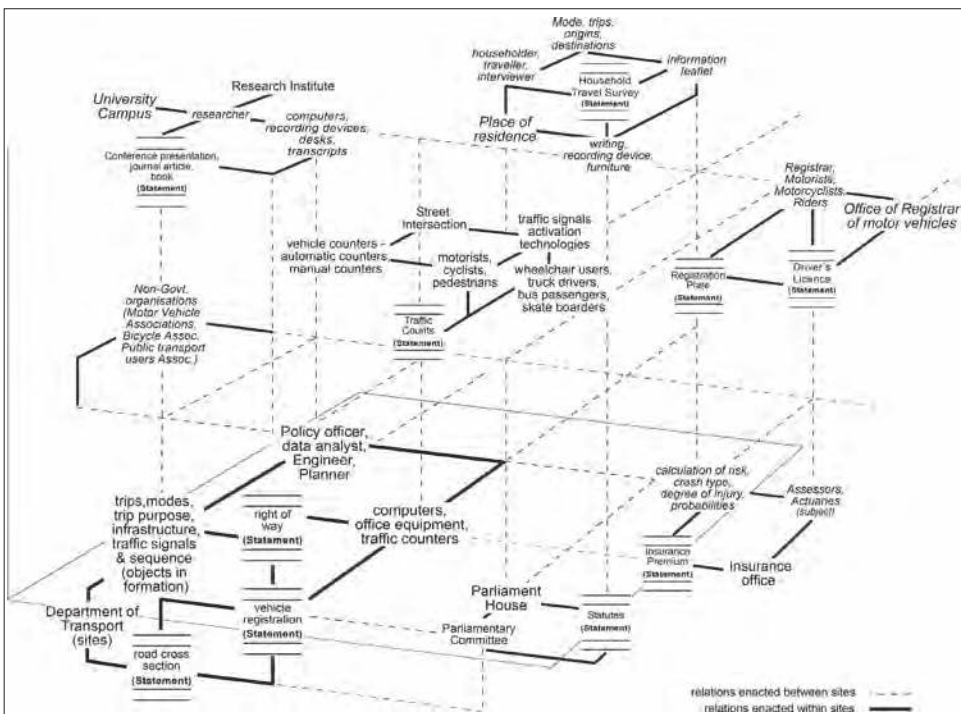 Mode, trips,
origins,
destinations
householder,
traveller,
interviewer
information
leaflet
Household
Travel Survey
(Statement)
Place of
residence
writing,
recording device,
furniture
Research Institute
University
Campus
researcher
computers,
recording devices,
desks,
transcripts
Conference presentation,
journal article,
book
(Statement)
Registrar,
Motorists,
Motorcyclists,
Riders
Office of Registrar
of motor vehicles
Registration
Plate
(Statement)
Driver's
Licence
(Statement)
Street
Intersection
traffic signals
activation
technologies
vehicle counters
automatic counters
manual counters
motorists,
cyclists,
pedestrians
wheelchair users,
truck drivers,
bus passengers,
skate boarders
Traffic
Counts
(Statement)
Non-Govt.
organisations
(Motor Vehicle
Associations,
Bicycle Assoc.
Public transport
users Assoc.)
Policy officer,
data analyst,
Engineer,
Planner
trips,modes,
trip purpose,
infrastructure,
traffic signals
& sequence
(objects in
formation)
right of
way
(Statement)
computers,
office equipment,
traffic counters
calculation of risk,
crash type,
degree of injury,
probabilities
Assessors,
Actuaries
(subject)
Insurance
Premium
(Statement)
Insurance
office
Department of
Transport
(sites)
vehicle
registration
(Statement)
road cross
section
(Statement)
Parliament
House
Parliamentary
Committee
Statutes
(Statement)
relations enacted between sites
relations enacted within sites